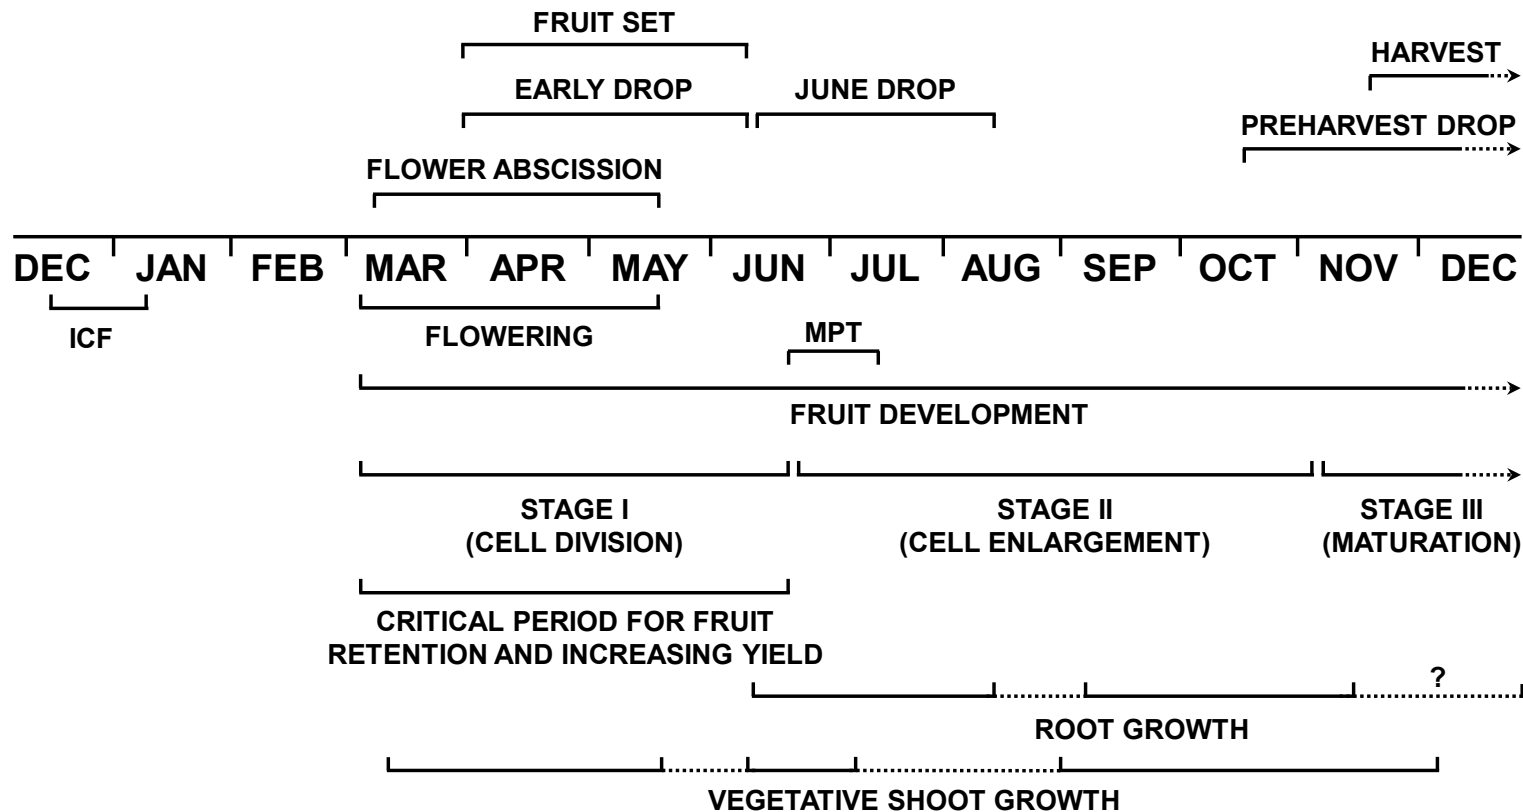 FRUIT SET
HARVEST
EARLY DROP
JUNE DROP
PREHARVEST DROP
FLOWER ABSCISSION
DEC JAN FEB MAR APR MAY JUN JUL AUG SEP OCT NOV DEC
ICF
FLOWERING
MPT
FRUIT DEVELOPMENT
STAGE I
(CELL DIVISION)
STAGE II
(CELL ENLARGEMENT)
STAGE III
(MATURATION)
CRITICAL PERIOD FOR FRUIT
RETENTION AND INCREASING YIELD
?
ROOT GROWTH
VEGETATIVE SHOOT GROWTH